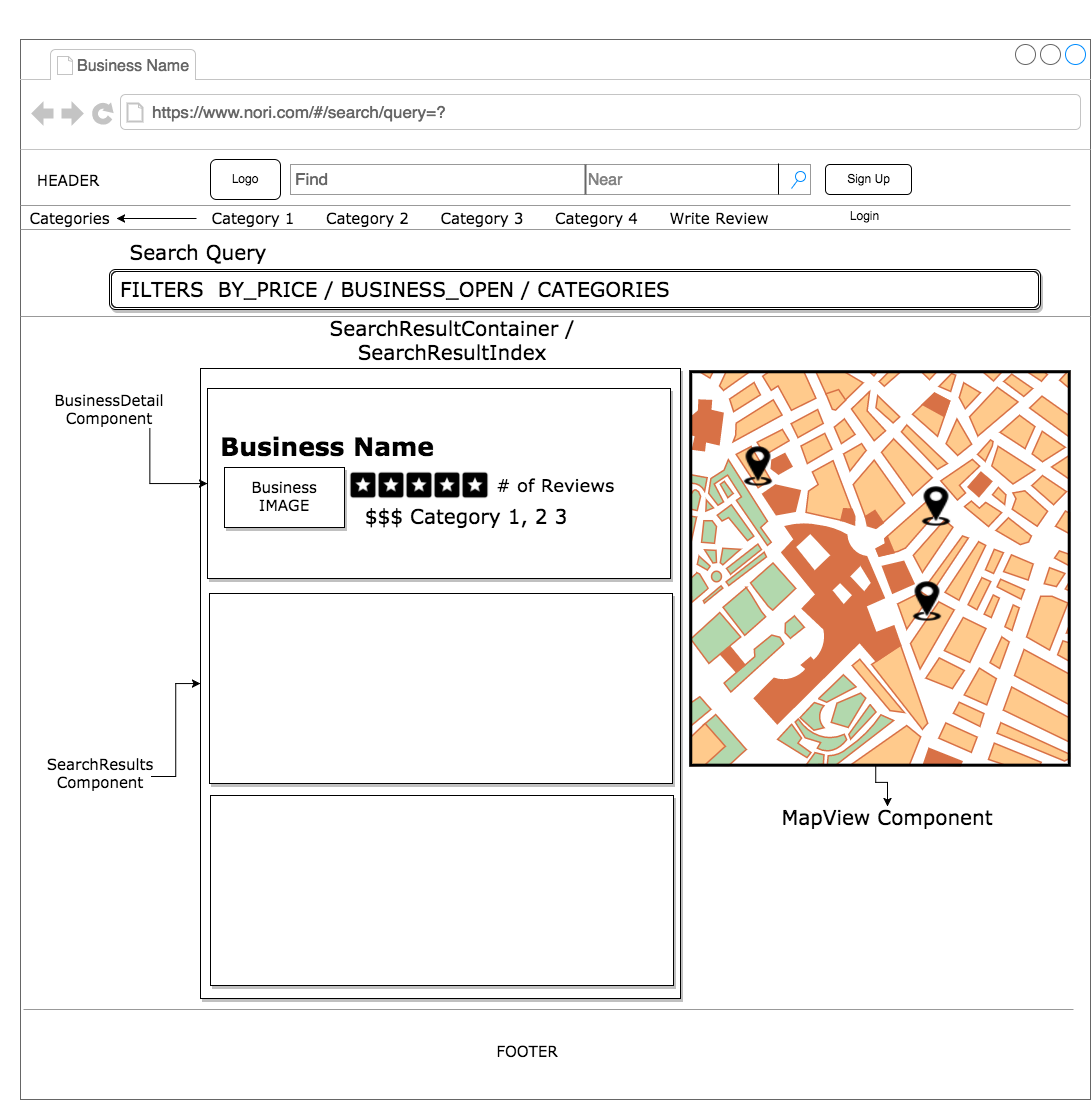 Business Name
https://www.nori.com/#/search/query=?
HEADER
Logo
Find
Near
Sign Up
Categories
Category 1
Category 2
Category 3
Category 4
Write Review
Login
Search Query
FILTERS BY_PRICE / BUSINESS_OPEN / CATEGORIES
SearchResultContainer /
SearchResultIndex
BusinessDetail
Component
Business Name
Business
IMAGE
# of Reviews
$$$ Category 1, 2 3
SearchResults
Component
MapView Component
FOOTER